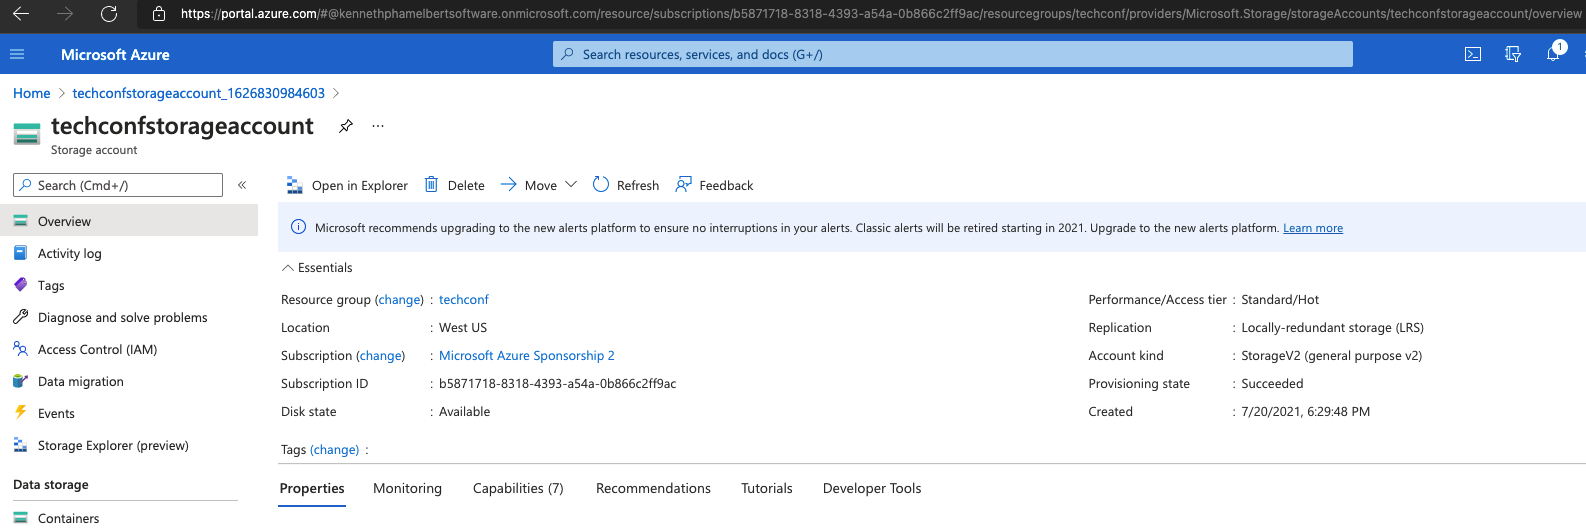 https://portal.azure.com/#@kennethphamelbertsoftware.onmicrosoft.com/resource/subscriptions/b5871718-8318-4393-a54a-0b866c2ff9ac/resourcegroups/techconf/providers/Microsoft.Storage/storageAccounts/techconfstorageaccount/overview
Microsoft Azure
Search resources, services, and docs (G+/)
1
Home > techconfstorageaccount_1626830984603 >
techconfstorageaccount
...
Storage account
Search (Cmd+/)
«
Open in Explorer Delete Move Refresh Feedback
Overview
Activity log
Tags
Diagnose and solve problems
Access Control (IAM)
Data migration
Events
Storage Explorer (preview)
Data storage
Containers
Microsoft recommends upgrading to the new alerts platform to ensure no interruptions in your alerts. Classic alerts will be retired starting in 2021. Upgrade to the new alerts platform. Learn more
Essentials
Resource group (change) : techconf
Location : West US
Subscription (change) : Microsoft Azure Sponsorship 2
Subscription ID : b5871718-8318-4393-a54a-0b866c2ff9ac
Disk state : Available
Performance/Access tier : Standard/Hot
Replication : Locally-redundant storage (LRS)
Account kind : StorageV2 (general purpose v2)
Provisioning state : Succeeded
Created : 7/20/2021, 6:29:48 PM
Tags (change) :
Properties Monitoring Capabilities (7) Recommendations Tutorials Developer Tools